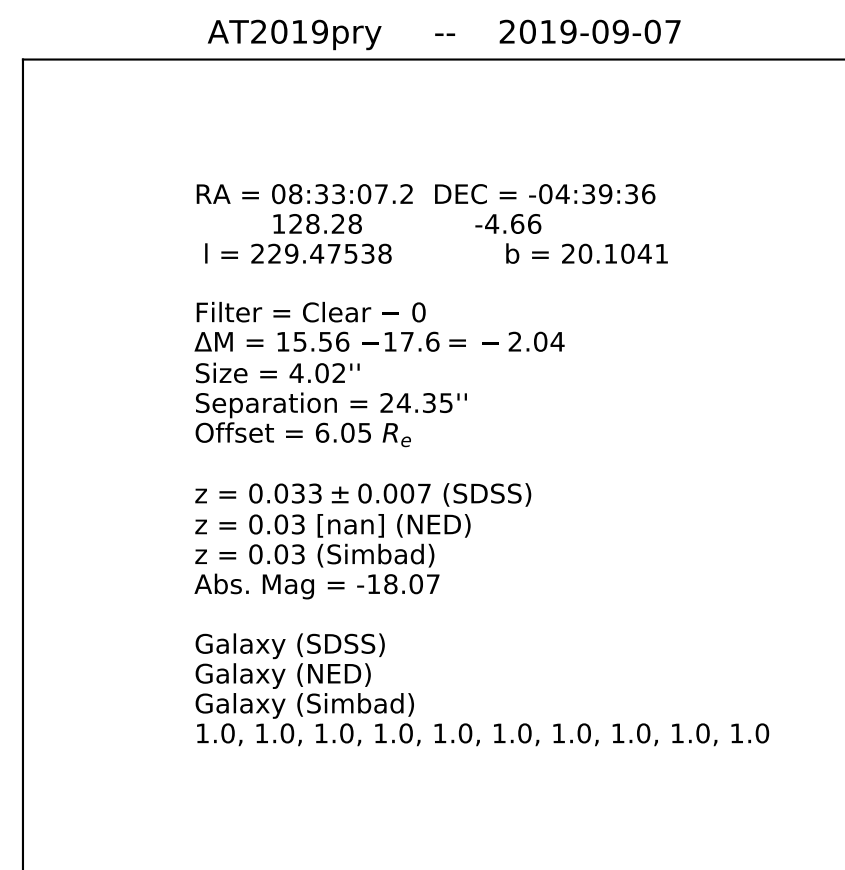 AT2019pry -- 2019-09-07
RA = 08:33:07.2 DEC = -04:39:36
128.28 -4.66
l = 229.47538 b = 20.1041
Filter = Clear − 0
ΔM = 15.56 −17.6 = − 2.04
Size = 4.02''
Separation = 24.35''
Offset = 6.05 Rₑ
z = 0.033 ± 0.007 (SDSS)
z = 0.03 [nan] (NED)
z = 0.03 (Simbad)
Abs. Mag = -18.07
Galaxy (SDSS)
Galaxy (NED)
Galaxy (Simbad)
1.0, 1.0, 1.0, 1.0, 1.0, 1.0, 1.0, 1.0, 1.0, 1.0